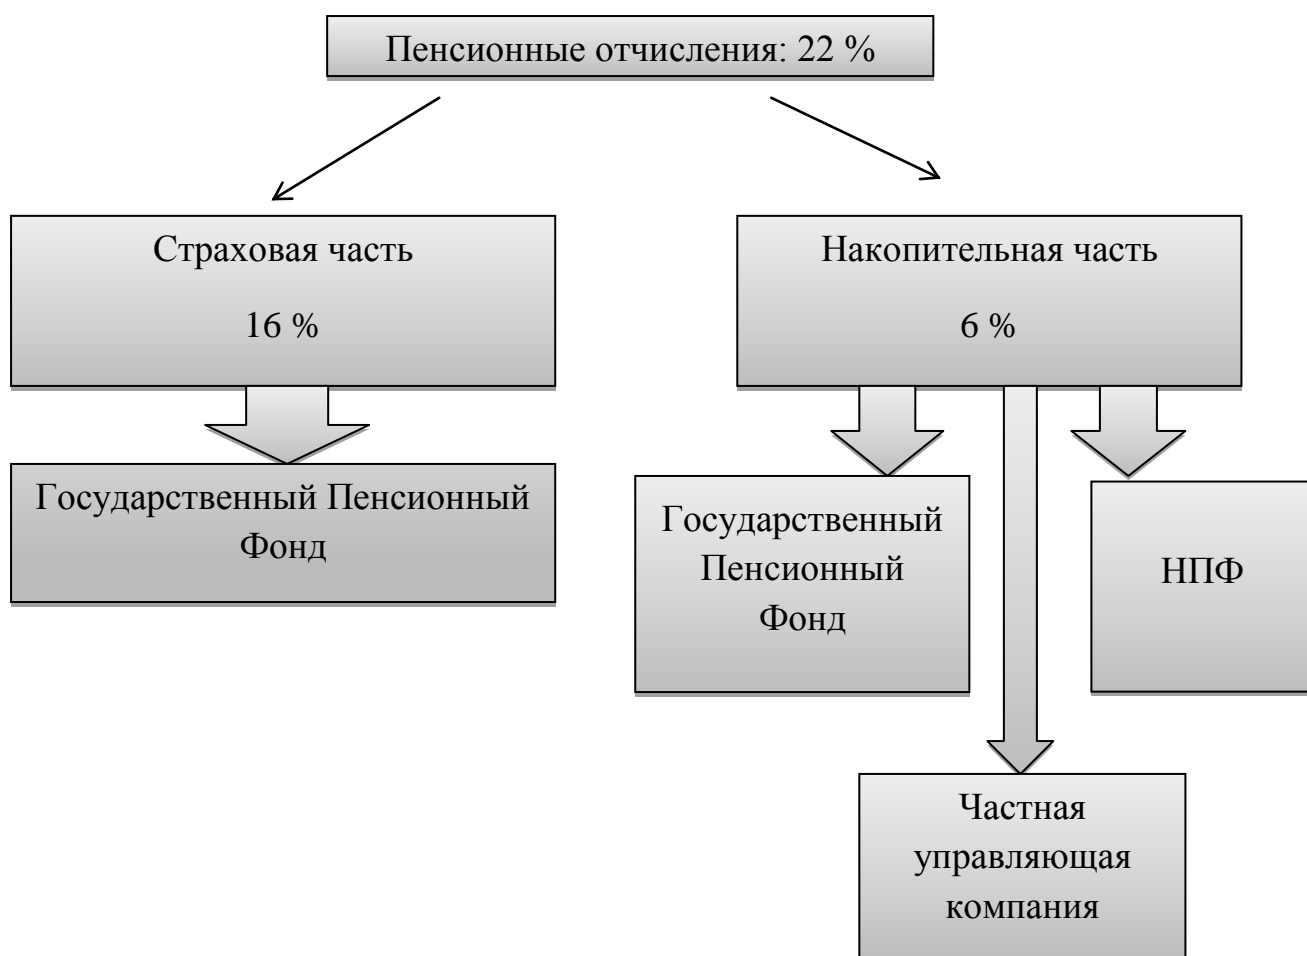 Пенсионные отчисления: 22 %
Страховая часть
16 %
Накопительная часть
6 %
Государственный Пенсионный
Фонд
Государственный
Пенсионный
Фонд
НПФ
Частная
управляющая
компания